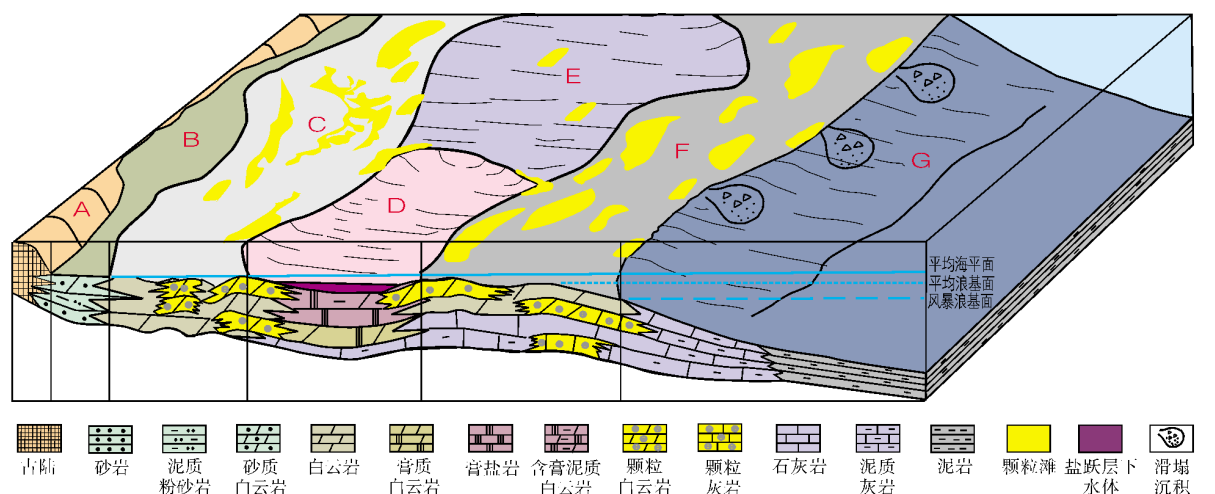 E
C
B
F
G
A
D
平均海平面
平均浪基面
风暴浪基面
古陆
砂岩
泥质
粉砂岩
砂质
白云岩
白云岩
膏质
白云岩
膏盐岩
含膏泥质
白云岩
颗粒
白云岩
颗粒
灰岩
石灰岩
泥质
灰岩
泥岩
颗粒滩
盐跃层下
水体
滑塌
沉积